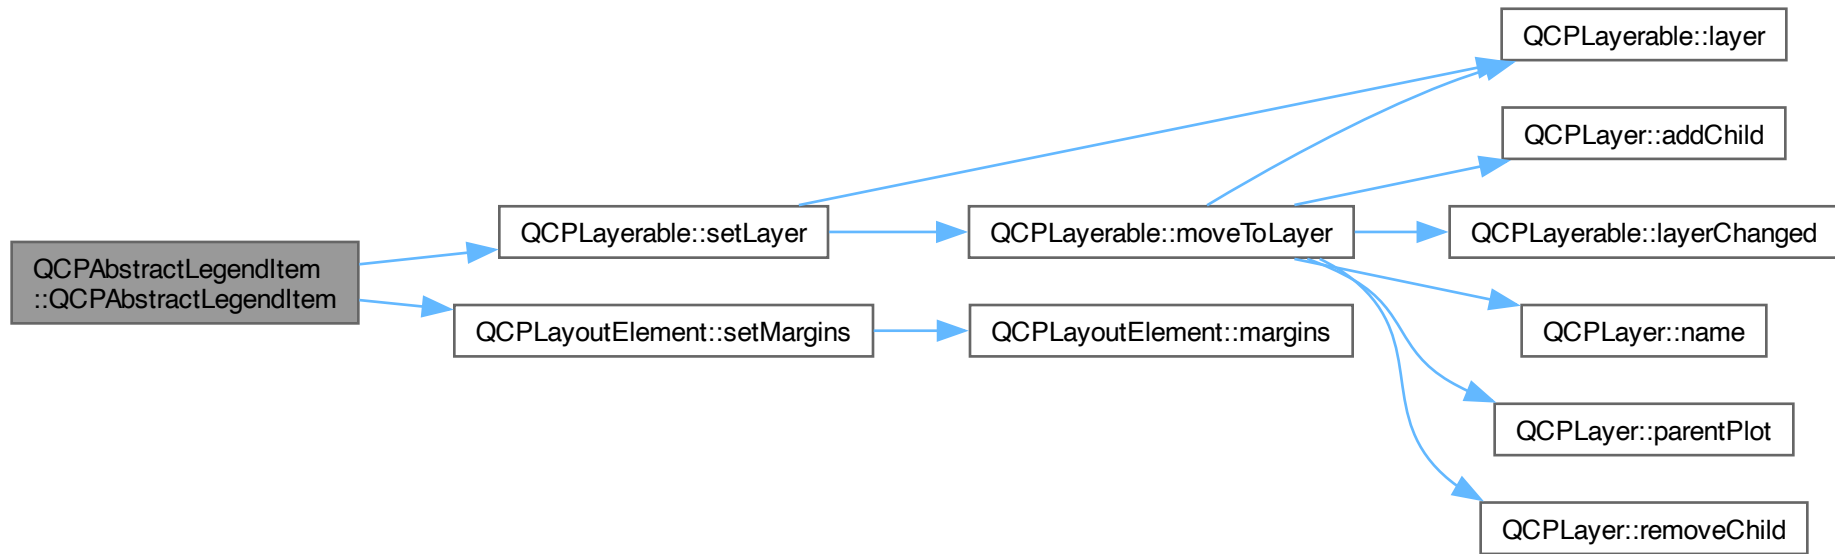 QCPAbstractLegendItem
::QCPAbstractLegendItem
QCPLayerable::setLayer
QCPLayoutElement::setMargins
QCPLayerable::moveToLayer
QCPLayoutElement::margins
QCPLayerable::layer
QCPLayer::addChild
QCPLayerable::layerChanged
QCPLayer::name
QCPLayer::parentPlot
QCPLayer::removeChild